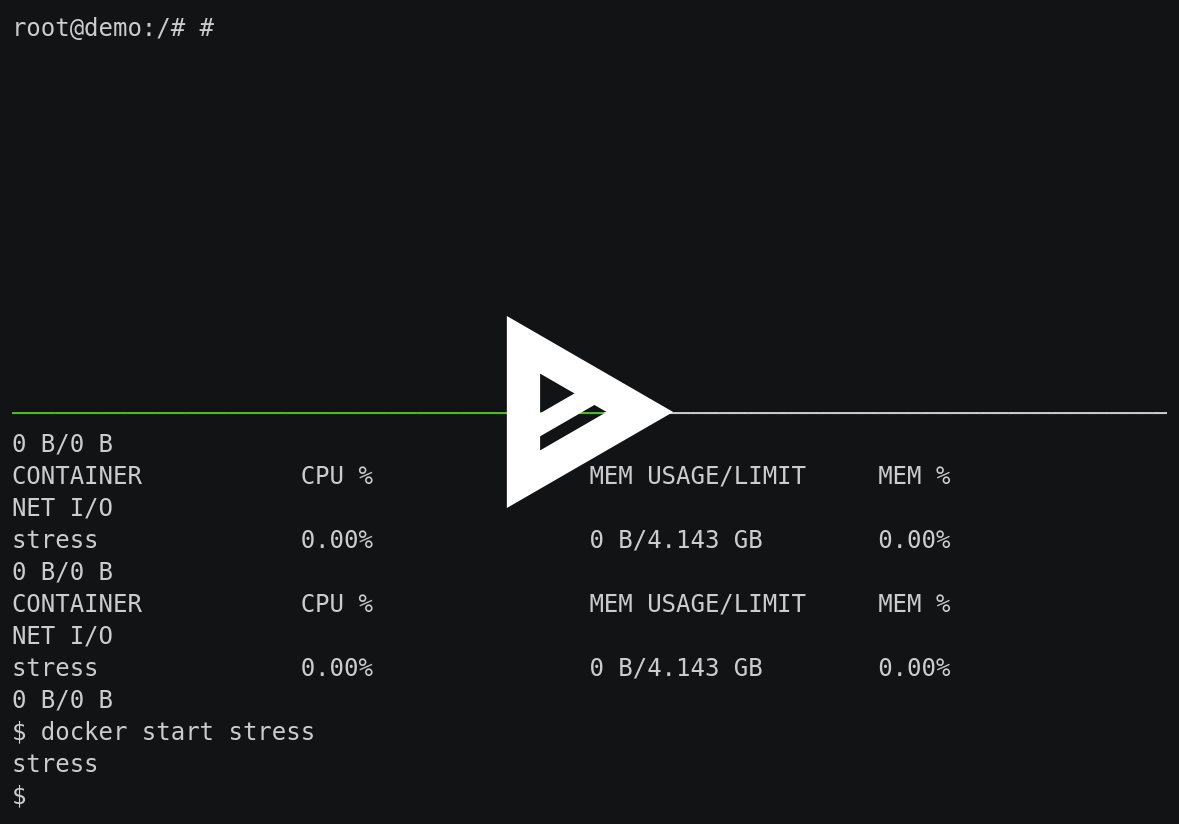 root@demo:/# #
0 B/0 B
CONTAINER           CPU %               MEM USAGE/LIMIT     MEM %
NET I/O
stress              0.00%               0 B/4.143 GB        0.00%
0 B/0 B
CONTAINER           CPU %               MEM USAGE/LIMIT     MEM %
NET I/O
stress              0.00%               0 B/4.143 GB        0.00%
0 B/0 B
$ docker start stress
stress
$